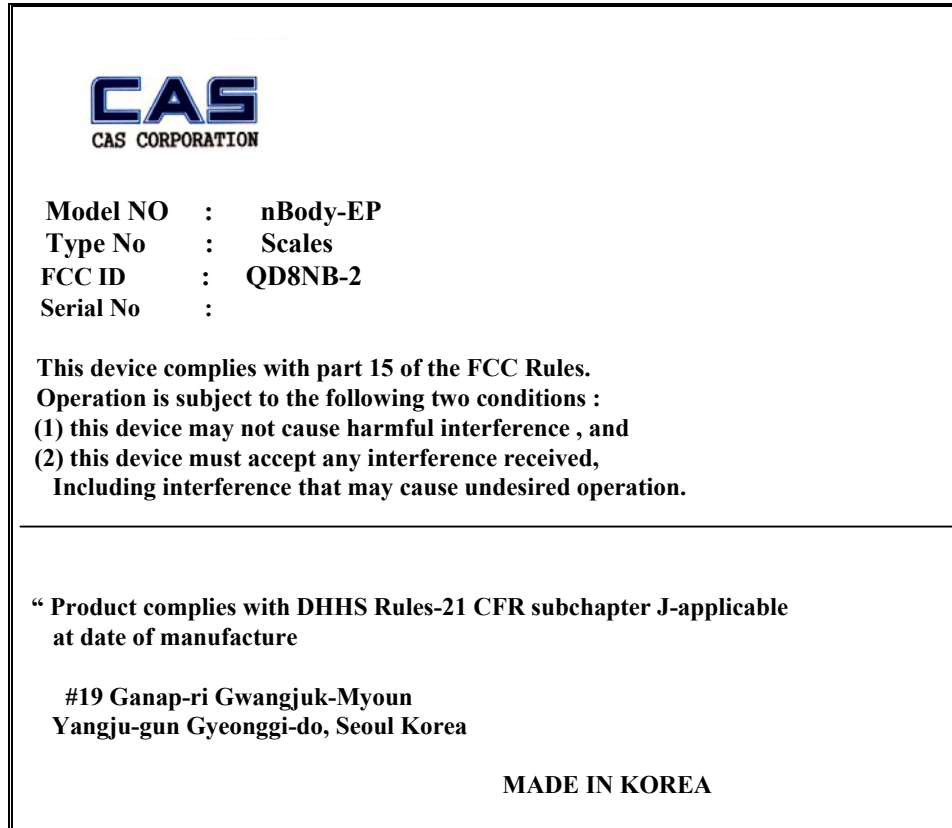 CAS
CAS CORPORATION
Model NO : nBody-EP
Type No : Scales
FCC ID : QD8NB-2
Serial No :
This device complies with part 15 of the FCC Rules.
Operation is subject to the following two conditions :
(1) this device may not cause harmful interference , and
(2) this device must accept any interference received,
Including interference that may cause undesired operation.
“ Product complies with DHHS Rules-21 CFR subchapter J-applicable
at date of manufacture
#19 Ganap-ri Gwangjuk-Myoun
Yangju-gun Gyeonggi-do, Seoul Korea
MADE IN KOREA